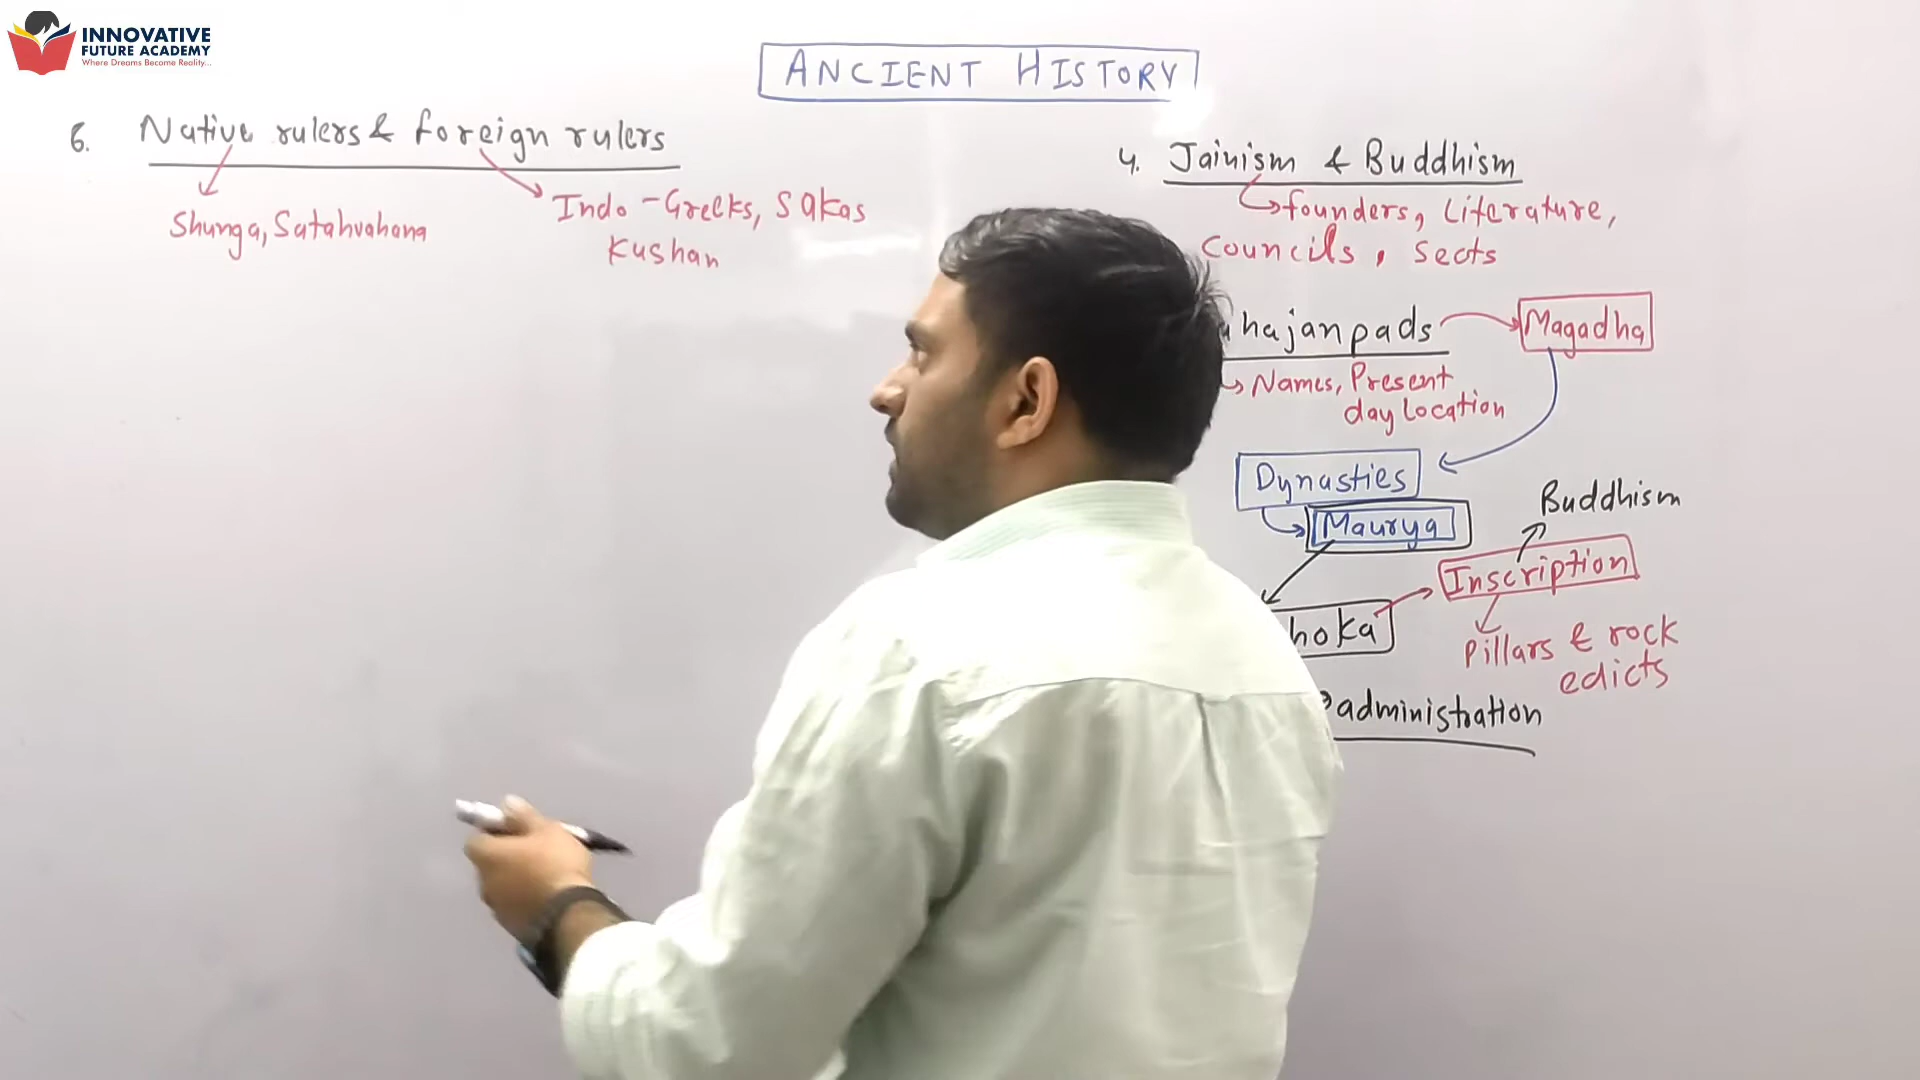 INNOVATIVE
FUTURE ACADEMY
Where Dreams Become Reality...
ANCIENT HISTORY
6. Native rulers & foreign rulers
Shunga, Satahvahana
Indo-Greeks, Sakas
Kushan
4. Jainism & Buddhism
founders, Literature,
Councils, Sects
hajanpads
Magadha
Names, Present
day location
Dynasties
Maurya
Buddhism
Inscription
hoka
Pillars & rock
edicts
administration